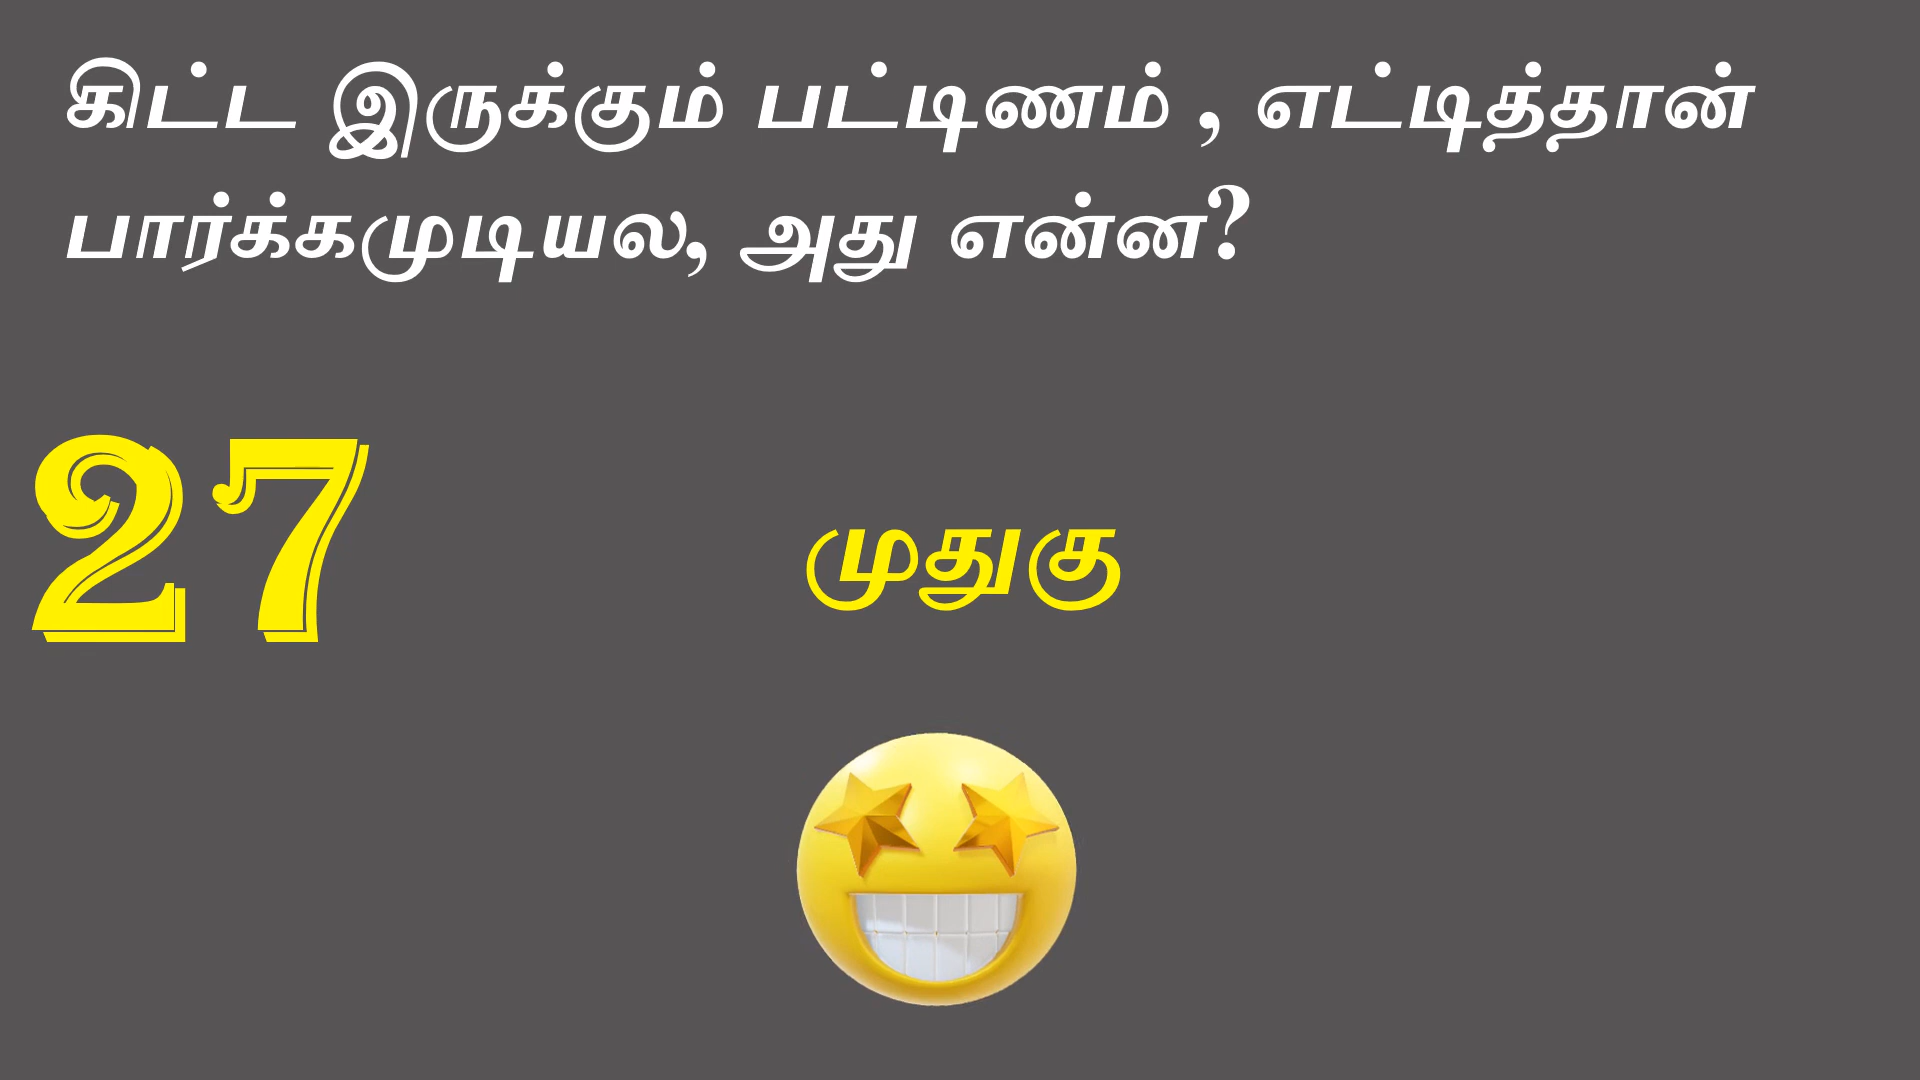 கிட்ட இருக்கும் பட்டிணம் , எட்டித்தான்
பார்க்கமுடியல, அது என்ன?
27
முதுகு